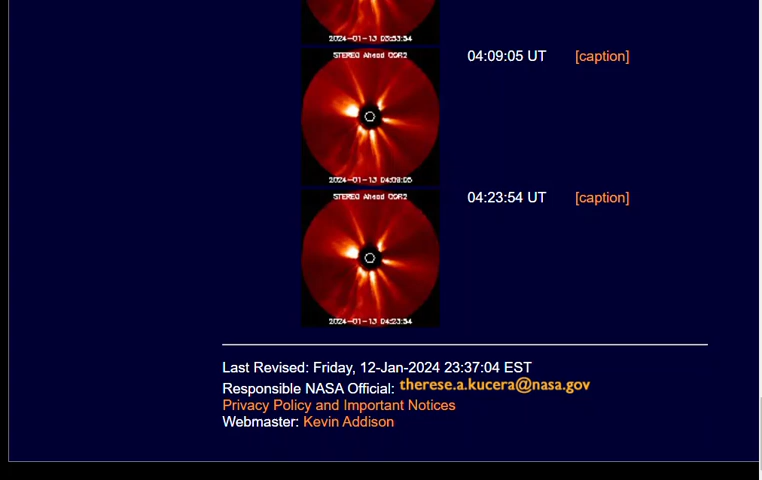 2024-01-13 03:53:54
STEREO Ahead COR2
04:09:05 UT [caption]
2024-01-13 04:09:05
STEREO Ahead COR2
04:23:54 UT [caption]
2024-01-13 04:23:54
Last Revised: Friday, 12-Jan-2024 23:37:04 EST
Responsible NASA Official: therese.a.kucera@nasa.gov
Privacy Policy and Important Notices
Webmaster: Kevin Addison